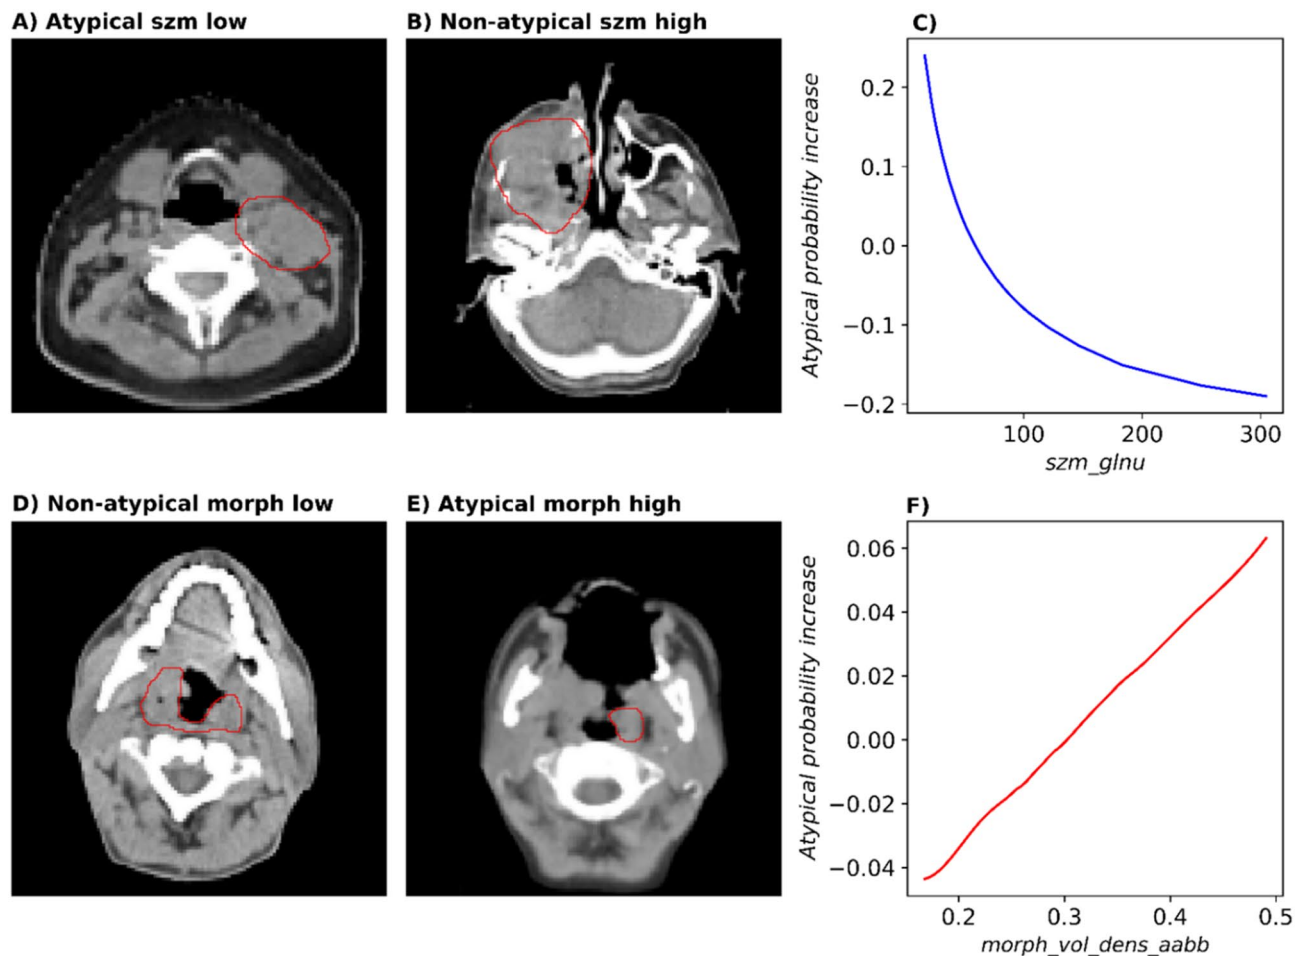 A) Atypical szm low
B) Non-atypical szm high
C)
Atypical probability increase
0.2
0.1
0.0
−0.1
−0.2
100 200 300
szm_glnu
D) Non-atypical morph low
E) Atypical morph high
F)
Atypical probability increase
0.06
0.04
0.02
0.00
−0.02
−0.04
0.2 0.3 0.4 0.5
morph_vol_dens_aabb